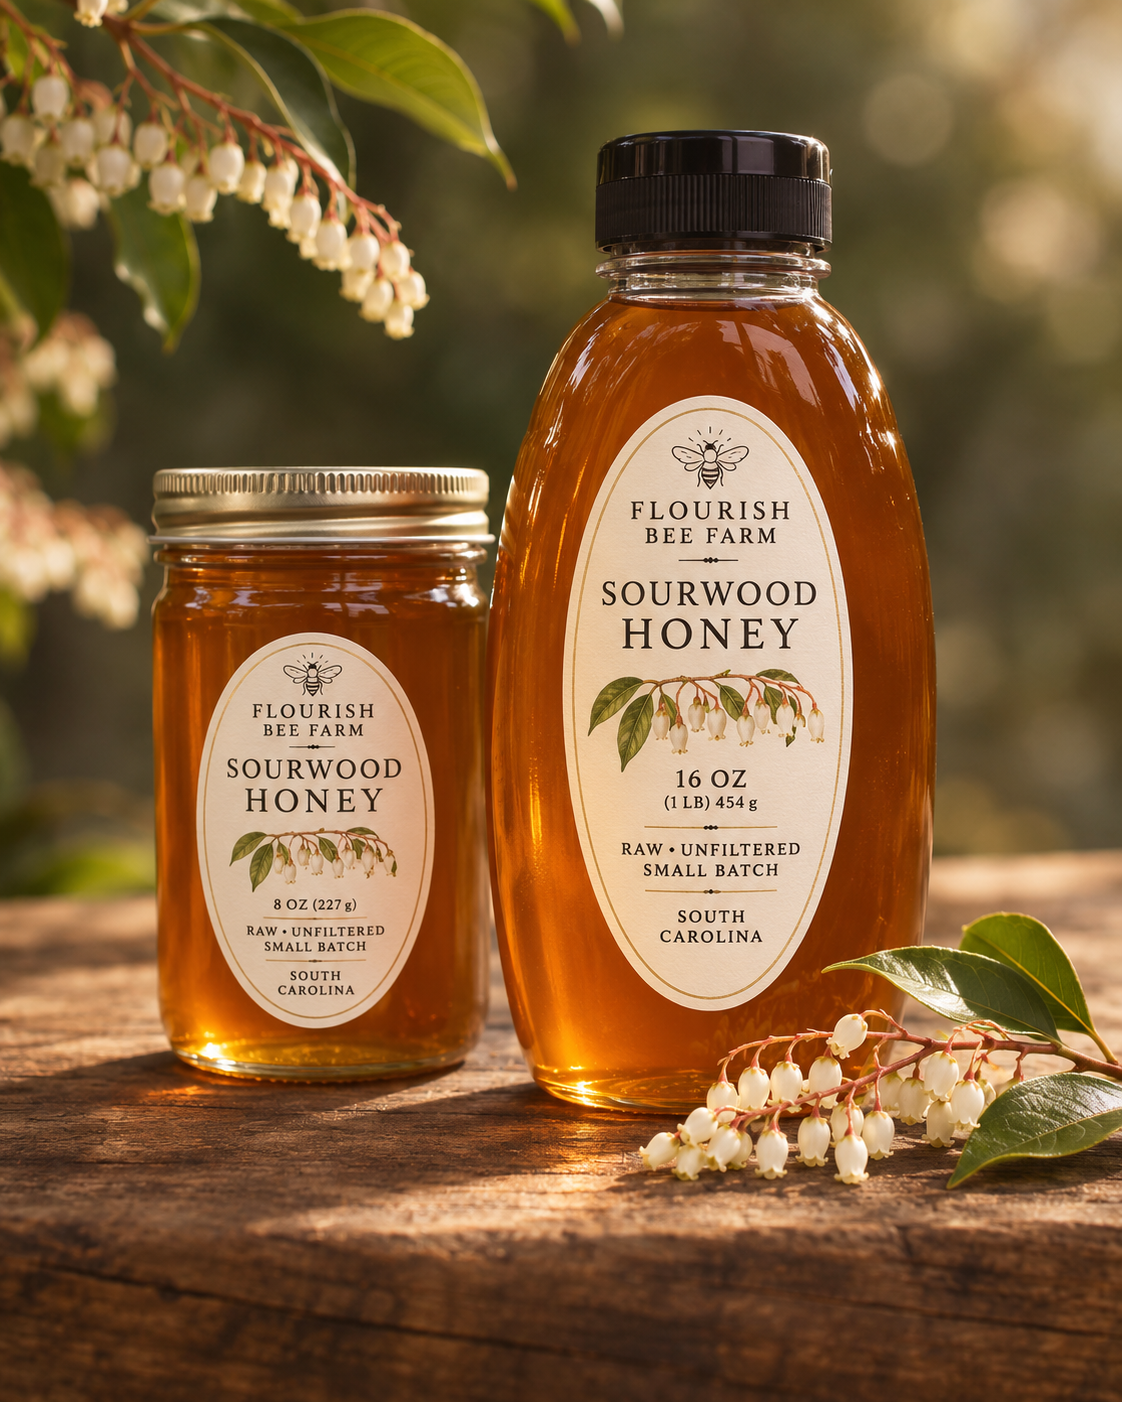 FLOURISH
BEE FARM
SOURWOOD
HONEY
8 OZ (227 g)
RAW • UNFILTERED
SMALL BATCH
SOUTH
CAROLINA
FLOURISH
BEE FARM
SOURWOOD
HONEY
16 OZ
(1 LB) 454 g
RAW • UNFILTERED
SMALL BATCH
SOUTH
CAROLINA